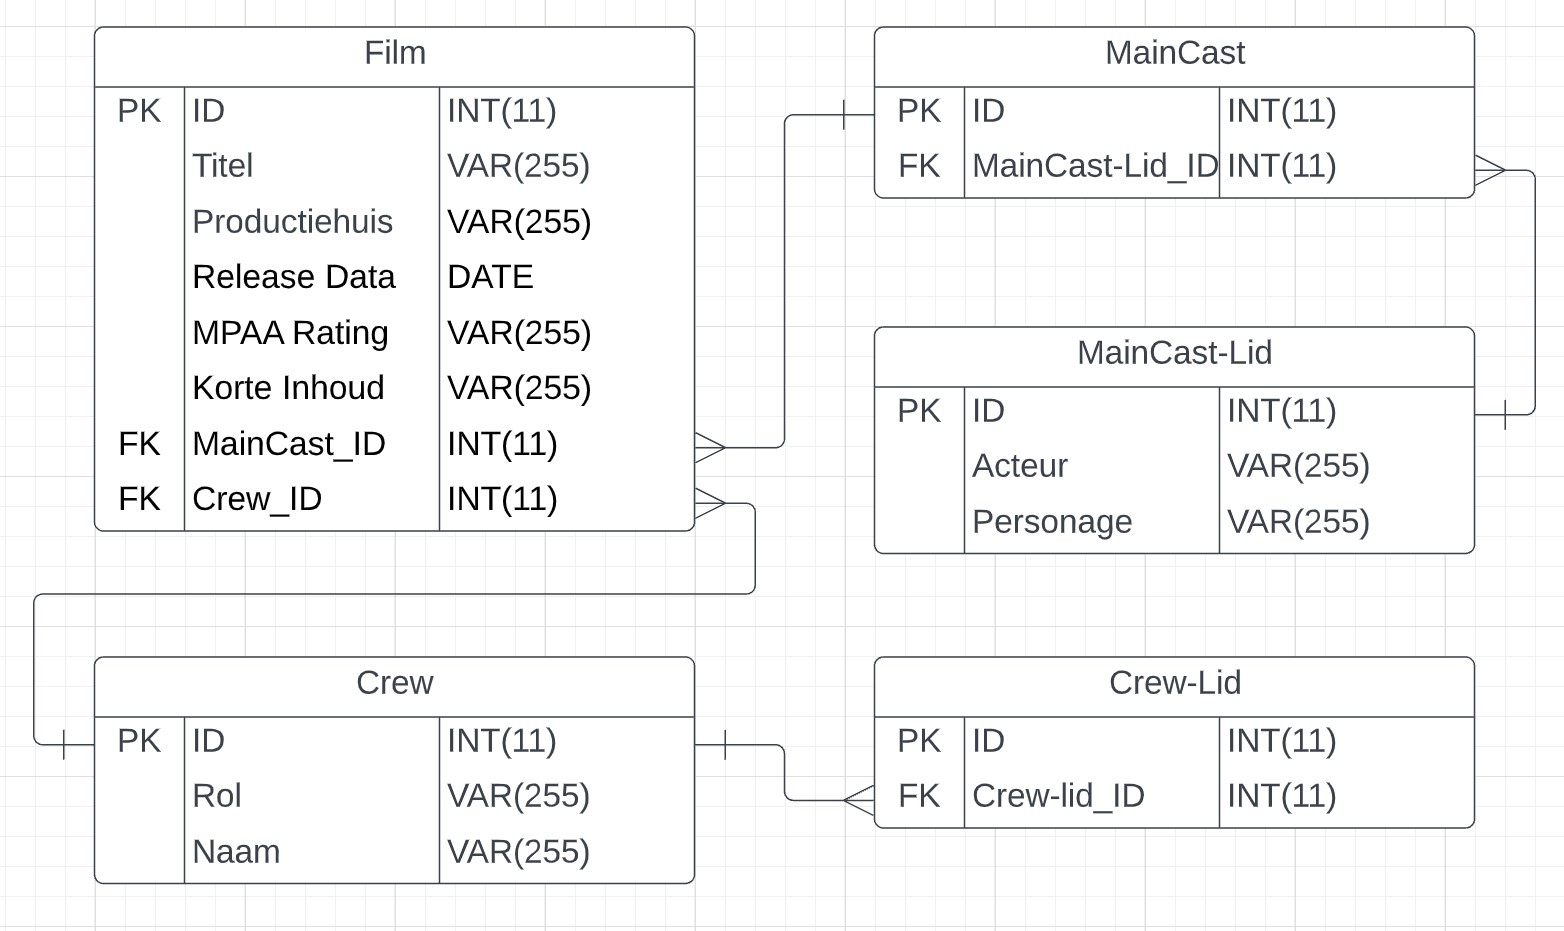 Film
PK ID INT(11)
Titel VAR(255)
Productiehuis VAR(255)
Release Data DATE
MPAA Rating VAR(255)
Korte Inhoud VAR(255)
FK MainCast_ID INT(11)
FK Crew_ID INT(11)
MainCast
PK ID INT(11)
FK MainCast-Lid_ID INT(11)
MainCast-Lid
PK ID INT(11)
Acteur VAR(255)
Personage VAR(255)
Crew
PK ID INT(11)
Rol VAR(255)
Naam VAR(255)
Crew-Lid
PK ID INT(11)
FK Crew-lid_ID INT(11)